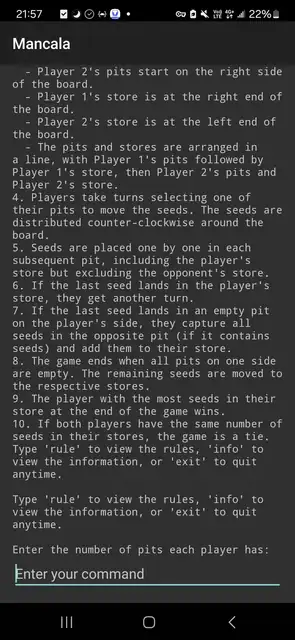 21:57
22%
Mancala
- Player 2's pits start on the right side
of the board.
- Player 1's store is at the right end of
the board.
- Player 2's store is at the left end of
the board.
- The pits and stores are arranged in
a line, with Player 1's pits followed by
Player 1's store, then Player 2's pits and
Player 2's store.
4. Players take turns selecting one of
their pits to move the seeds. The seeds are
distributed counter-clockwise around the
board.
5. Seeds are placed one by one in each
subsequent pit, including the player's
store but excluding the opponent's store.
6. If the last seed lands in the player's
store, they get another turn.
7. If the last seed lands in an empty pit
on the player's side, they capture all
seeds in the opposite pit (if it contains
seeds) and add them to their store.
8. The game ends when all pits on one side
are empty. The remaining seeds are moved to
the respective stores.
9. The player with the most seeds in their
store at the end of the game wins.
10. If both players have the same number of
seeds in their stores, the game is a tie.
Type 'rule' to view the rules, 'info' to
view the information, or 'exit' to quit
anytime.
Type 'rule' to view the rules, 'info' to
view the information, or 'exit' to quit
anytime.
Enter the number of pits each player has:
Enter your command